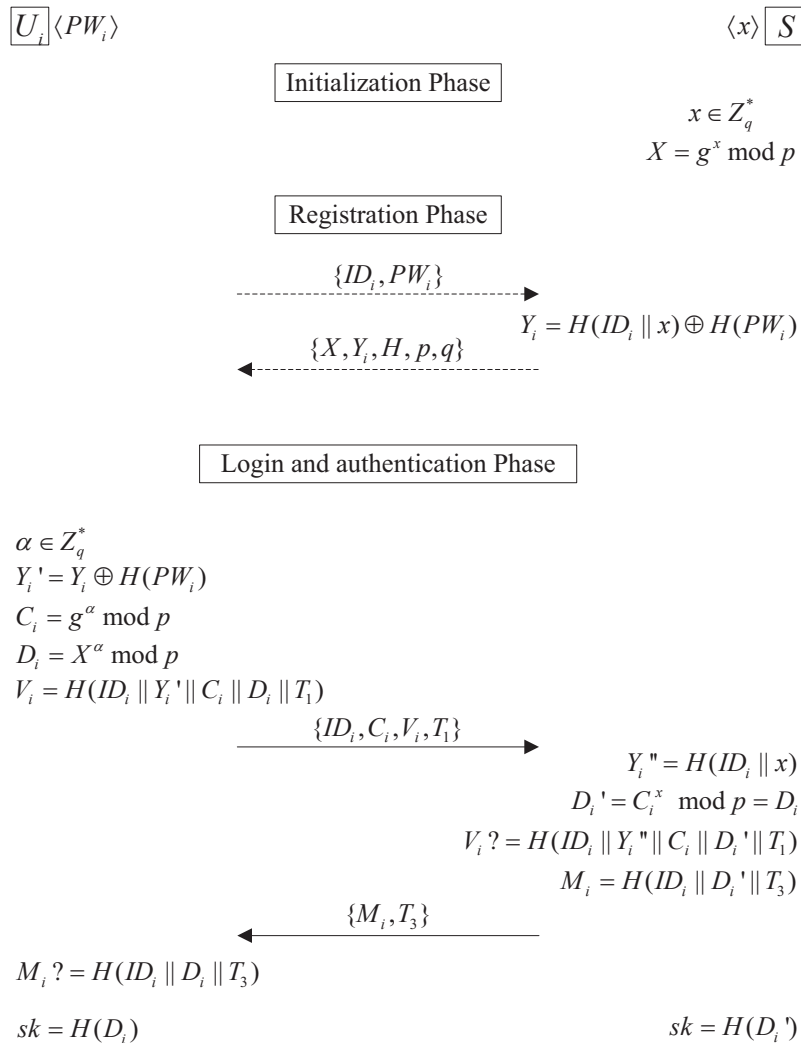 U_i ⟨PW_i⟩ ⟨x⟩ S
Initialization Phase
x ∈ Z_q^*
X = g^x mod p
Registration Phase
{ID_i, PW_i}
Y_i = H(ID_i || x) ⊕ H(PW_i)
{X, Y_i, H, p, q}
Login and authentication Phase
α ∈ Z_q^*
Y_i' = Y_i ⊕ H(PW_i)
C_i = g^α mod p
D_i = X^α mod p
V_i = H(ID_i || Y_i' || C_i || D_i || T_1)
{ID_i, C_i, V_i, T_1}
Y_i" = H(ID_i || x)
D_i' = C_i^x mod p = D_i
V_i ? = H(ID_i || Y_i" || C_i || D_i' || T_1)
M_i = H(ID_i || D_i' || T_3)
{M_i, T_3}
M_i ? = H(ID_i || D_i || T_3)
sk = H(D_i) sk = H(D_i')